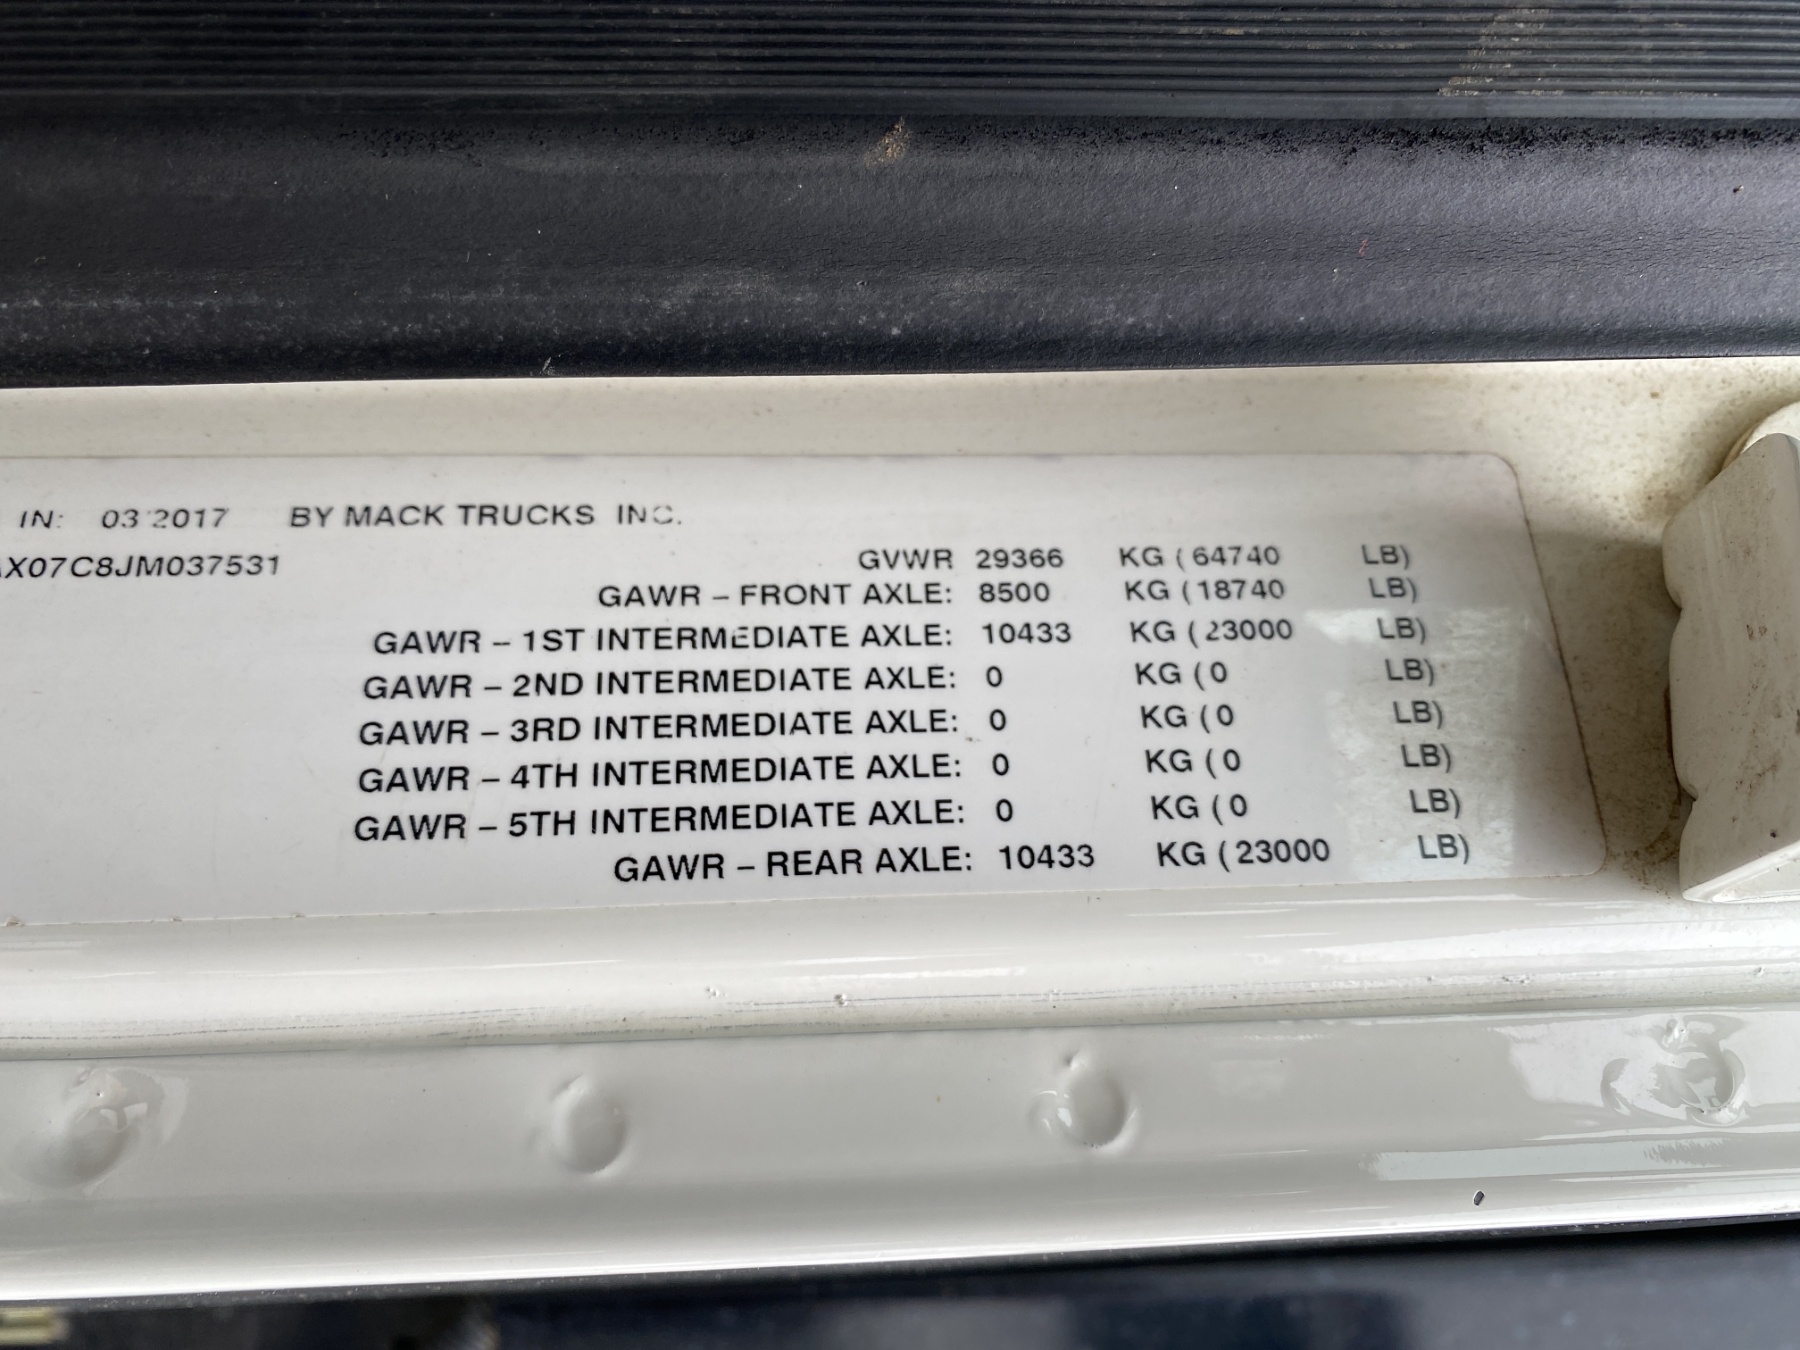 IN: 03 2017 BY MACK TRUCKS INC.
X07C8JM037531
GVWR 29366 KG ( 64740 LB)
GAWR – FRONT AXLE: 8500 KG ( 18740 LB)
GAWR – 1ST INTERMEDIATE AXLE: 10433 KG ( 23000 LB)
GAWR – 2ND INTERMEDIATE AXLE: 0 KG ( 0 LB)
GAWR – 3RD INTERMEDIATE AXLE: 0 KG ( 0 LB)
GAWR – 4TH INTERMEDIATE AXLE: 0 KG ( 0 LB)
GAWR – 5TH INTERMEDIATE AXLE: 0 KG ( 0 LB)
GAWR – REAR AXLE: 10433 KG ( 23000 LB)